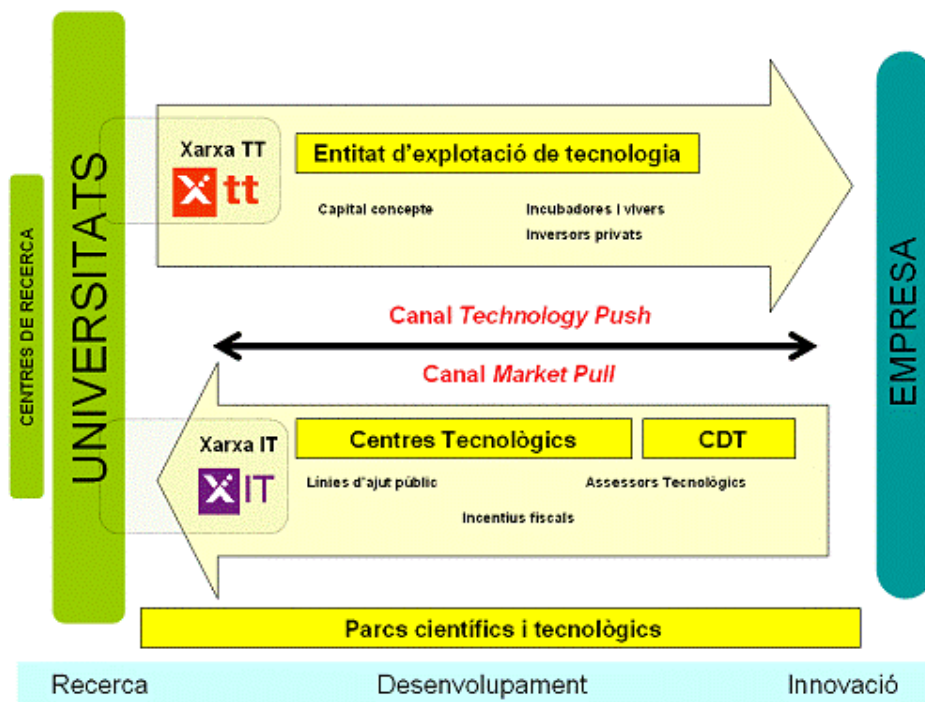 CENTRES DE RECERCA
UNIVERSITATS
Xarxa TT
X tt
Entitat d'explotació de tecnologia
Capital concepte
Incubadores i vivers
Inversors privats
Canal Technology Push
Canal Market Pull
Xarxa IT
X IT
Centres Tecnològics
CDT
Línies d'ajut públic
Assessors Tecnològics
Incentius fiscals
EMPRESA
Parcs científics i tecnològics
Recerca
Desenvolupament
Innovació